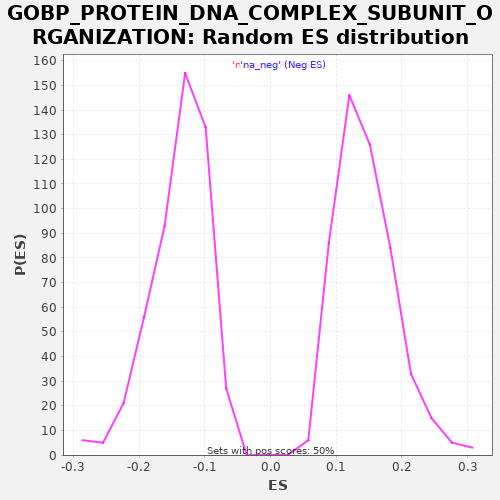 GOBP_PROTEIN_DNA_COMPLEX_SUBUNIT_O
RGANIZATION: Random ES distribution
'na_neg' (Neg ES)
160
150
140
130
120
110
100
90
80
70
60
50
40
30
20
10
0
P(ES)
Sets with pos scores: 50%
-0.3 -0.2 -0.1 0.0 0.1 0.2 0.3
ES